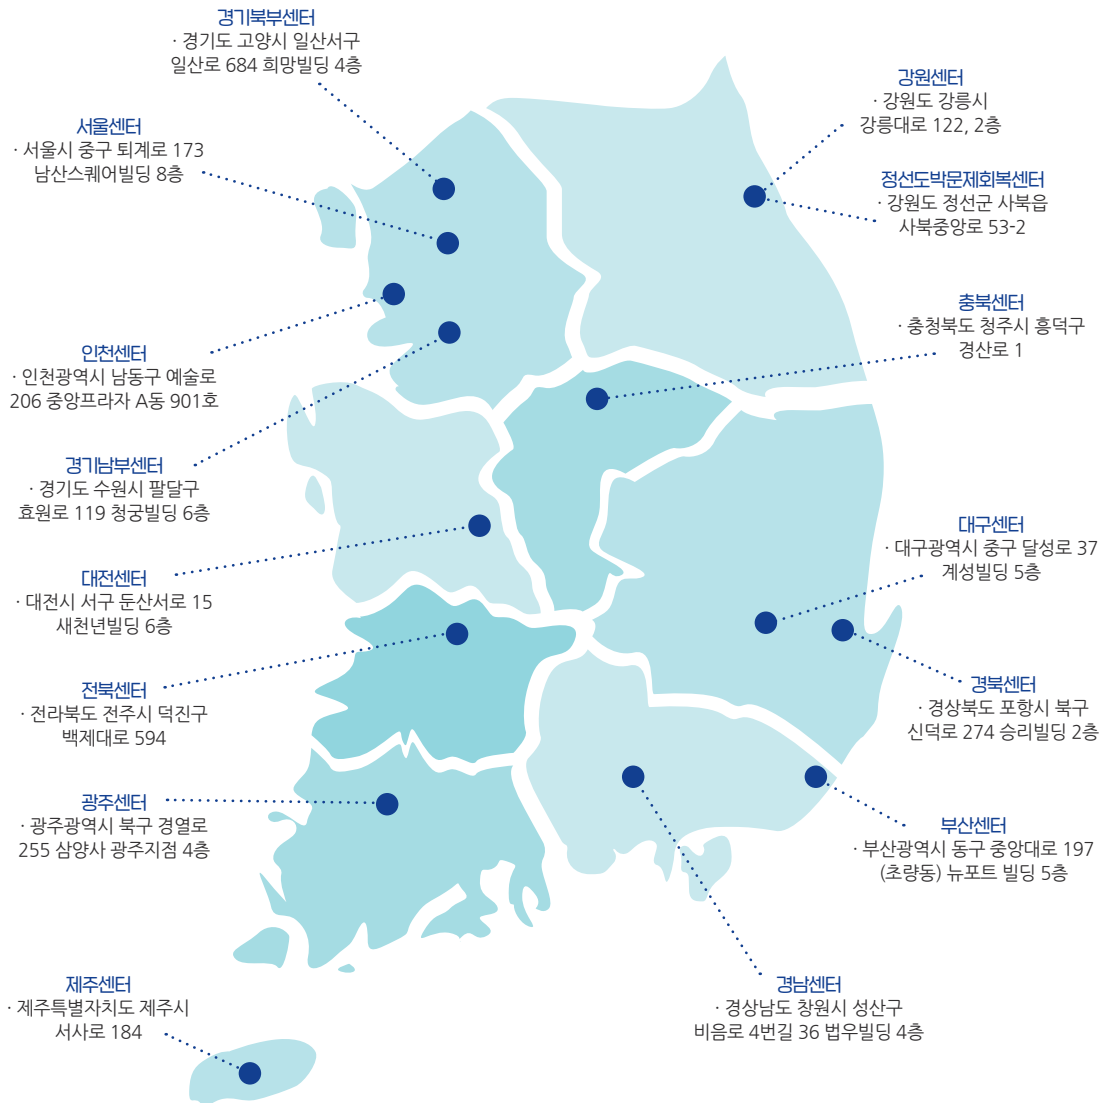 경기북부센터
· 경기도 고양시 일산서구
일산로 684 희망빌딩 4층
강원센터
· 강원도 강릉시
강릉대로 122, 2층
서울센터
· 서울시 중구 퇴계로 173
남산스퀘어빌딩 8층
정선도박문제회복센터
· 강원도 정선군 사북읍
사북중앙로 53-2
충북센터
· 충청북도 청주시 흥덕구
경산로 1
인천센터
· 인천광역시 남동구 예술로
206 중앙프라자 A동 901호
경기남부센터
· 경기도 수원시 팔달구
효원로 119 청궁빌딩 6층
대구센터
· 대구광역시 중구 달성로 37
계성빌딩 5층
대전센터
· 대전시 서구 둔산서로 15
새천년빌딩 6층
경북센터
· 경상북도 포항시 북구
신덕로 274 승리빌딩 2층
전북센터
· 전라북도 전주시 덕진구
백제대로 594
광주센터
· 광주광역시 북구 경열로
255 삼양사 광주지점 4층
부산센터
· 부산광역시 동구 중앙대로 197
(초량동) 뉴포트 빌딩 5층
제주센터
· 제주특별자치도 제주시
서사로 184
경남센터
· 경상남도 창원시 성산구
비음로 4번길 36 법우빌딩 4층